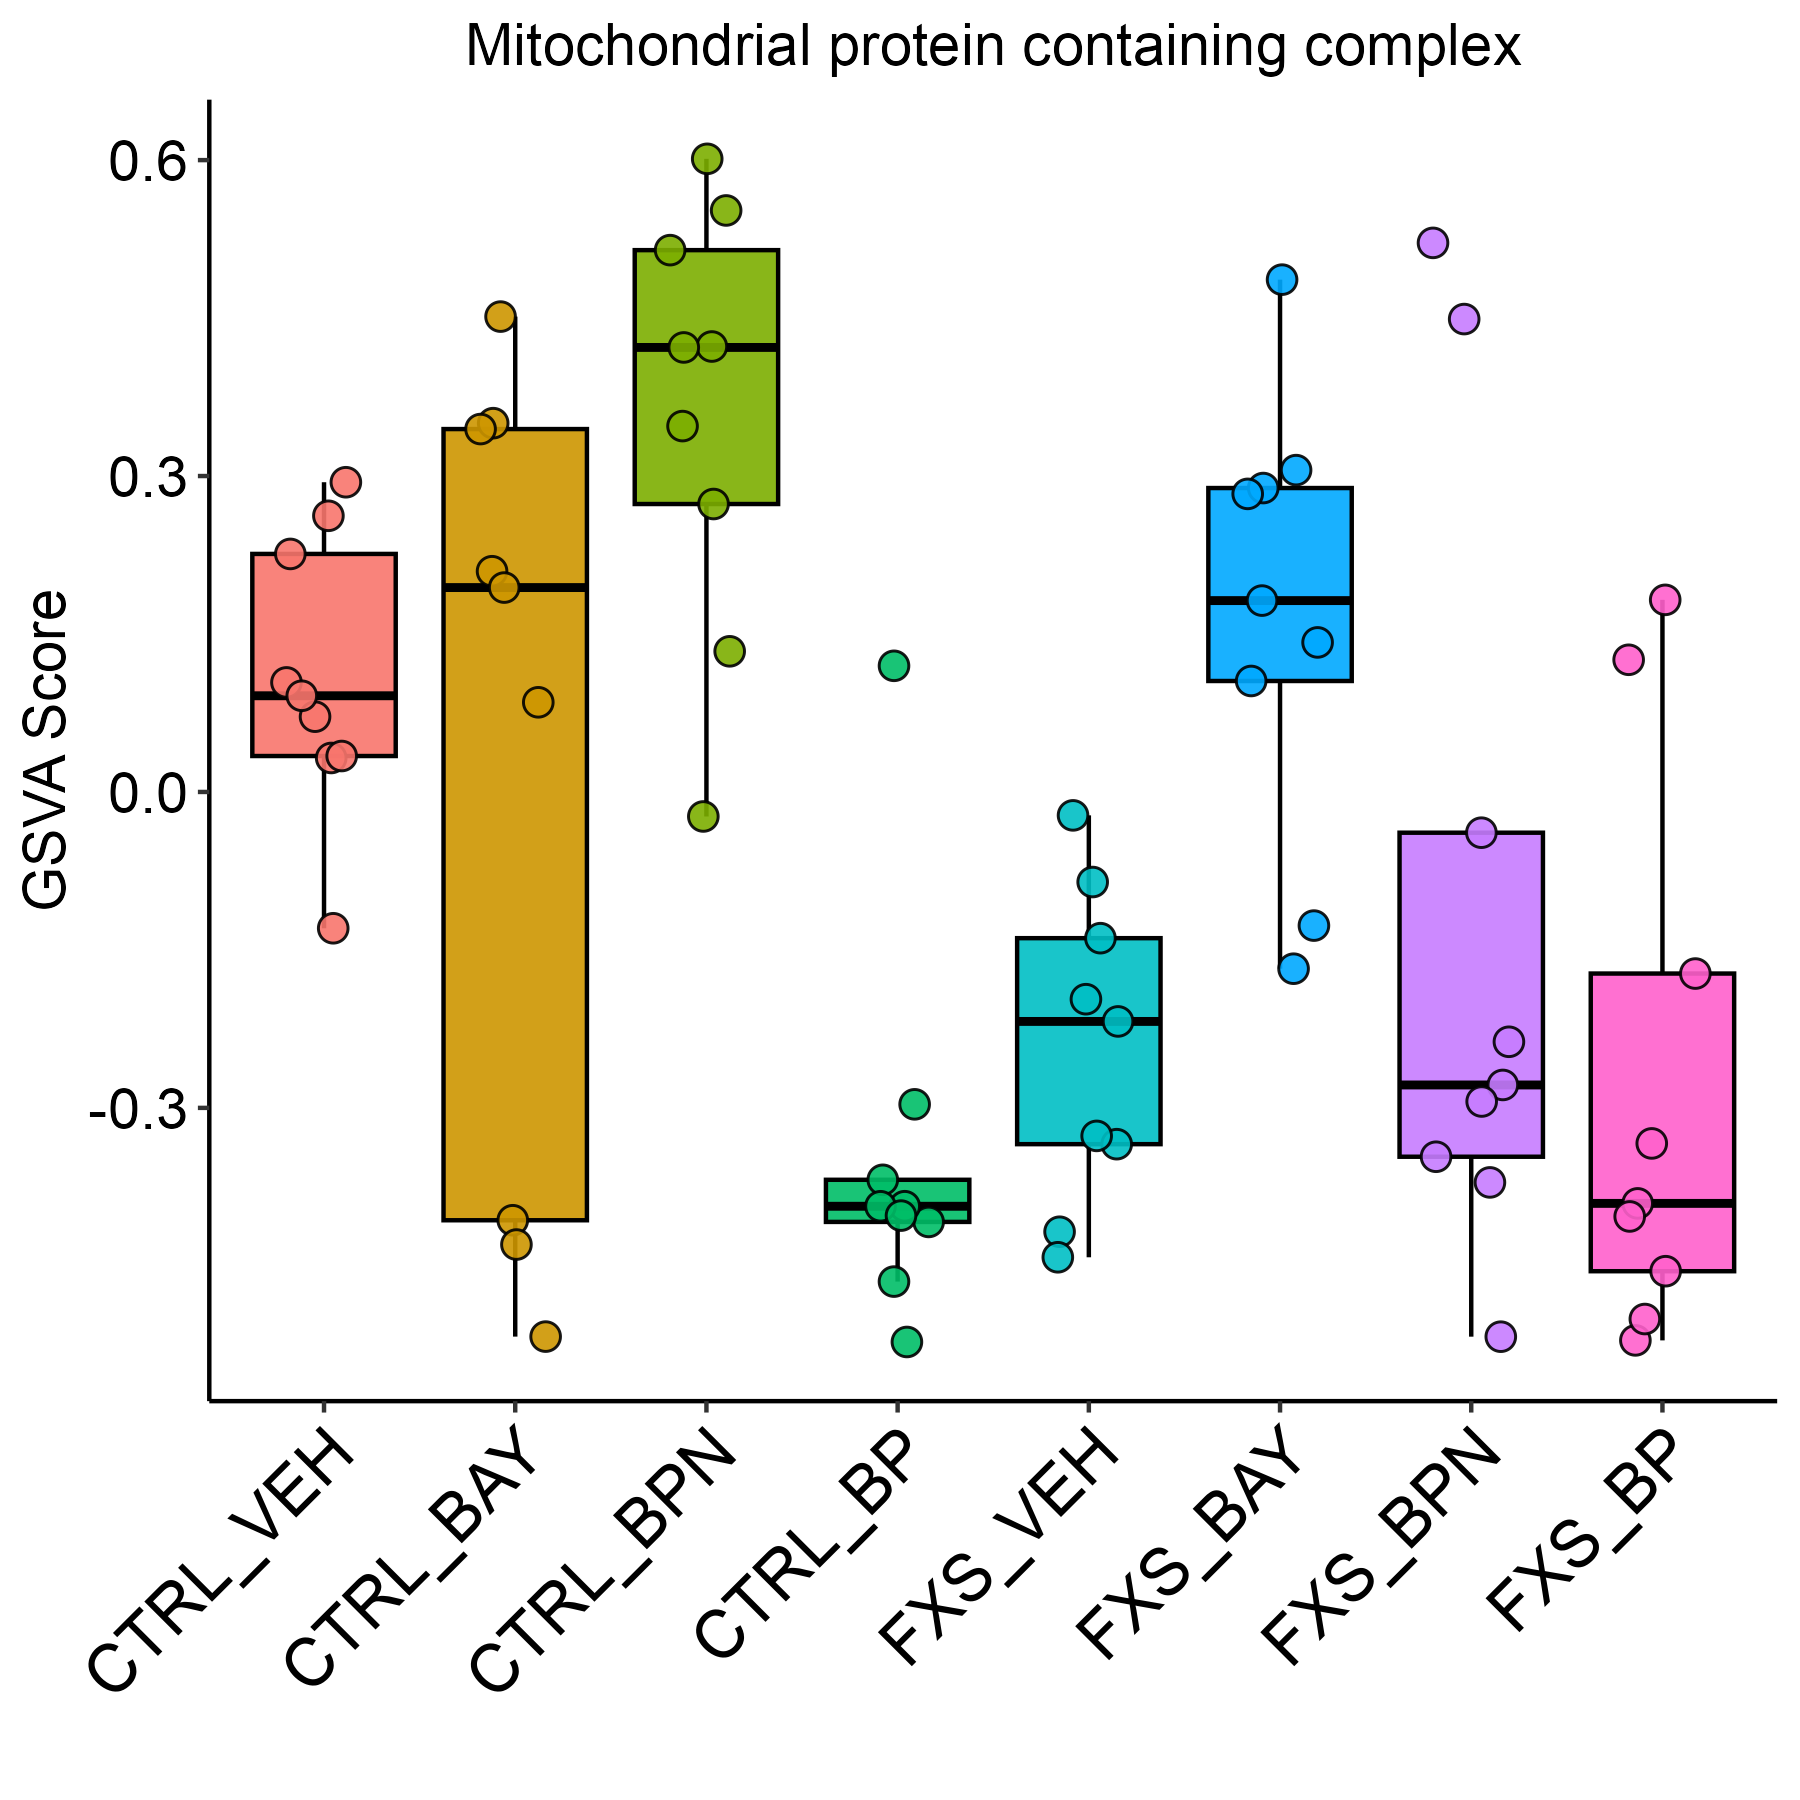 Mitochondrial protein containing complex
GSVA Score
0.6
0.3
0.0
-0.3
CTRL_VEH
CTRL_BAY
CTRL_BPN
CTRL_BP
FXS_VEH
FXS_BAY
FXS_BPN
FXS_BP